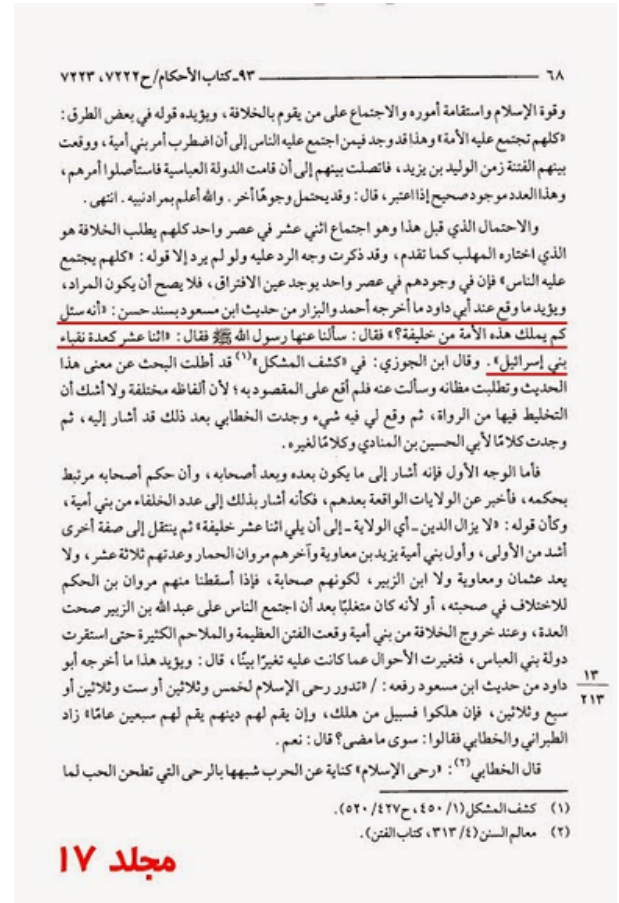 ٦٨ ــــــــــــــــــــ ٩٣ـ كتاب الأحكام/ ح٧٢٢٢، ٧٢٢٣
وقوة الإسلام واستقامة أموره والاجتماع على من يقوم بالخلافة، ويؤيده قوله في بعض الطرق:
«كلهم تجتمع عليه الأمة» وهذا قد وجد فيمن اجتمع عليه الناس إلى أن اضطرب أمر بني أمية، ووقعت
بينهم الفتنة زمن الوليد بن يزيد، فاتصلت بينهم إلى أن قامت الدولة العباسية فاستأصلوا أمرهم،
وهذا العدد موجود صحيح إذا اعتبر، قال: وقد يحتمل وجوهًا أخر. والله أعلم بمراد نبيه. انتهى.
والاحتمال الذي قبل هذا وهو اجتماع اثني عشر في عصر واحد كلهم يطلب الخلافة هو
الذي اختاره المهلب كما تقدم، وقد ذكرت وجه الرد عليه ولو لم يرد إلا قوله: «كلهم يجتمع
عليه الناس» فإن في وجودهم في عصر واحد يوجد عين الافتراق، فلا يصح أن يكون المراد،
ويؤيد ما وقع عند أبي داود ما أخرجه أحمد والبزار من حديث ابن مسعود بسند حسن: «أنه سئل
كم يملك هذه الأمة من خليفة؟» فقال: سألنا عنها رسول الله ﷺ فقال: «اثنا عشر كعدة نقباء
بني إسرائيل». وقال ابن الجوزي: في «كشف المشكل»(١) قد أطلت البحث عن معنى هذا
الحديث وتطلبت مظانه وسألت عنه فلم أقع على المقصود به؛ لأن ألفاظه مختلفة ولا أشك أن
التخليط فيها من الرواة، ثم وقع لي فيه شيء وجدت الخطابي بعد ذلك قد أشار إليه، ثم
وجدت كلامًا لأبي الحسين بن المنادي وكلامًا لغيره.
فأما الوجه الأول فإنه أشار إلى ما يكون بعده وبعد أصحابه، وأن حكم أصحابه مرتبط
بحكمه، فأخبر عن الولايات الواقعة بعدهم، فكأنه أشار بذلك إلى عدد الخلفاء من بني أمية،
وكأن قوله: «لا يزال الدين ـ أي الولاية ـ إلى أن يلي اثنا عشر خليفة» ثم ينتقل إلى صفة أخرى
أشد من الأولى، وأول بني أمية يزيد بن معاوية وآخرهم مروان الحمار وعدتهم ثلاثة عشر، ولا
يعد عثمان ومعاوية ولا ابن الزبير، لكونهم صحابة، فإذا أسقطنا منهم مروان بن الحكم
للاختلاف في صحبته، أو لأنه كان متغلبًا بعد أن اجتمع الناس على عبد الله بن الزبير صحت
العدة، وعند خروج الخلافة من بني أمية وقعت الفتن العظيمة والملاحم الكثيرة حتى استقرت
دولة بني العباس، فتغيرت الأحوال عما كانت عليه تغيرًا بينًا، قال: ويؤيد هذا ما أخرجه أبو
داود من حديث ابن مسعود رفعه: / «تدور رحى الإسلام لخمس وثلاثين أو ست وثلاثين أو
سبع وثلاثين، فإن هلكوا فسبيل من هلك، وإن يقم لهم دينهم يقم لهم سبعين عامًا» زاد
الطبراني والخطابي فقالوا: سوى ما مضى؟ قال: نعم.
قال الخطابي(٢): «رحى الإسلام» كناية عن الحرب شبهها بالرحى التي تطحن الحب لما
١٣
٢١٣
(١) كشف المشكل (١/ ٤٥٠، ح٤٢٧/ ٥٢٠).
(٢) معالم السنن (٤/ ٣١٣، كتاب الفتن).
مجلد ١٧